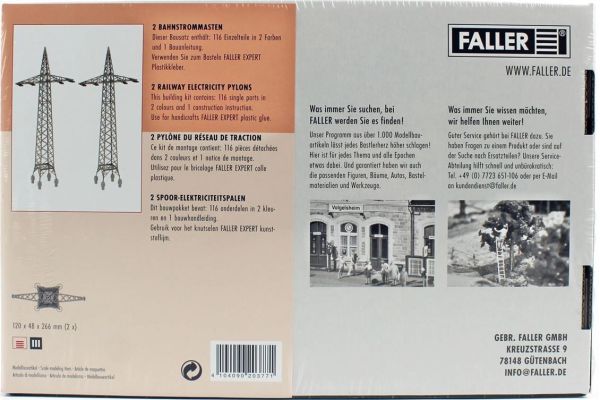 2 BAHNSTROMMASTEN
Dieser Bausatz enthält: 116 Einzelteile in 2 Farben
und 1 Bauanleitung.
Verwenden Sie zum Basteln FALLER EXPERT
Plastikkleber.
2 RAILWAY ELECTRICITY PYLONS
This building kit contains: 116 single parts in
2 colours and 1 construction instruction.
Use for handicrafts FALLER EXPERT plastic glue.
2 PYLÔNE DU RÉSEAU DE TRACTION
Ce kit de montage contient: 116 pièces détachées
dans 2 couleurs et 1 notice de montage.
Utilisez pour le bricolage FALLER EXPERT colle
plastique.
2 SPOOR-ELEKTRICITEITSPALEN
Dit bouwpakket bevat: 116 onderdelen in 2 kleu-
ren en 1 bouwhandleiding.
Gebruik voor het knutselen FALLER EXPERT kunst-
stoflijm.
120 x 48 x 266 mm (2 x)
Modellbauartikel · Scale modeling item · Article de maquettes
4 104090 203771
FALLER
WWW.FALLER.DE
Was immer Sie suchen, bei
FALLER werden Sie es finden!
Unser Programm aus über 1.000 Modellbau-
artikeln lässt jedes Bastlerherz höher schlagen!
Hier ist für jedes Thema und alle Epochen
etwas dabei. Und garantiert haben wir auch
die passenden Figuren, Bäume, Autos, Bastel-
materialien und Werkzeuge.
Volgelsheim
Was immer Sie wissen möchten,
wir helfen Ihnen weiter!
Guter Service gehört bei FALLER dazu. Sie
haben Fragen zu einem Produkt oder sind auf
der Suche nach Ersatzteilen? Unsere Service-
Abteilung hilft schnell und unbürokratisch:
Tel. +49 (0) 7723 651-106 oder per E-Mail
an kundendienst@faller.de.
GEBR. FALLER GMBH
KREUZSTRASSE 9
78148 GÜTENBACH
INFO@FALLER.DE